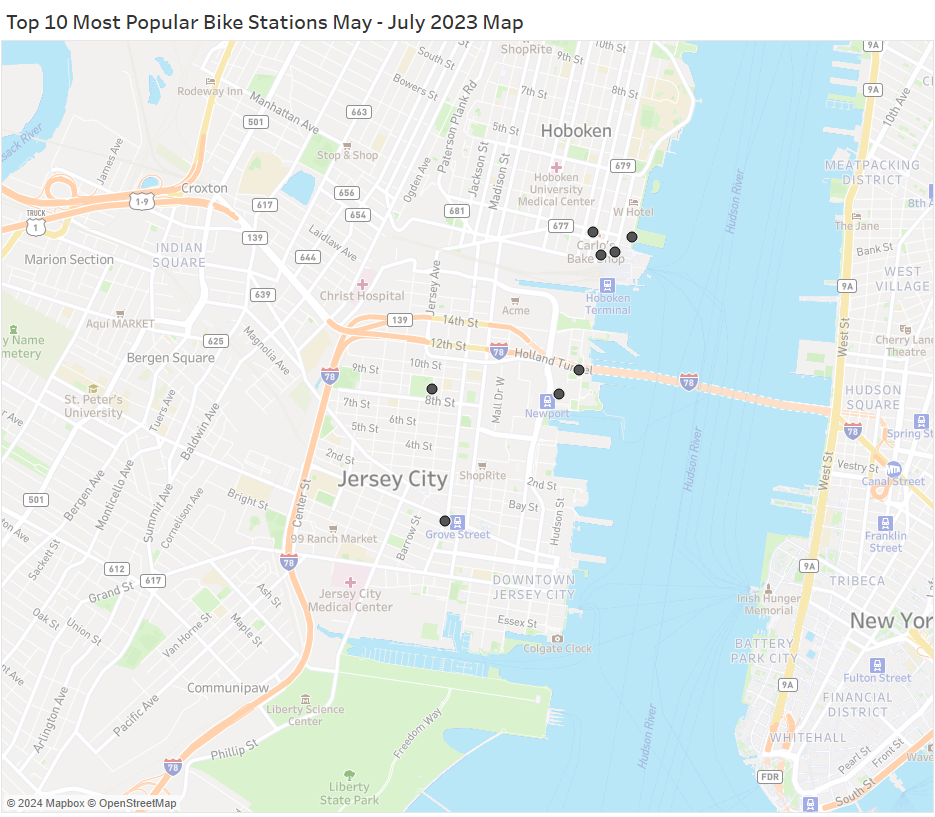 Top 10 Most Popular Bike Stations May - July 2023 Map
ShopRite
10th St
9A
South St
9th St
Rodeway Inn
Bowers St
7th St
8th St
9A
10th Ave
Manhattan Ave
663
501
Paterson Plank Rd
5th St
Hoboken
James Ave
Stop & Shop
679
MEATPACKING
DISTRICT
Ogden Ave
Jackson St
Madison St
Hoboken
University
Medical Center
Hudson River
Croxton
656
1-9
617
654
681
W Hotel
8th A
TRUCK
1
677
The Jane
139
Laidlaw Ave
INDIAN
SQUARE
Carlo's
Bake Shop
Bank St
Marion Section
644
Jersey Ave
WEST
VILLAGE
Christ Hospital
639
Hoboken
Terminal
9A
Acme
Aquí MARKET
139
14th St
y Name
metery
625
Magnolia Ave
12th St
78
Holland Tunnel
West St
Cherry Lane
Theatre
Bergen Square
9th St
10th St
78
78
St. Peter's
University
Tuers Ave
Baldwin Ave
7th St
8th St
Mall Dr W
Newport
HUDSON
SQUARE
r Ave
6th St
5th St
78
Spring St
4th St
Hudson River
2nd St
Jersey City
ShopRite
West St
Vestry St
Canal Street
Bergen Ave
Monticello Ave
Summit Ave
Cornelison Ave
501
Bright St
Center St
2nd St
Bay St
Hudson St
on Ave
Sackett St
99 Ranch Market
Barrow St
Grove Street
Franklin
Street
612
617
78
9A
Grand St
Ash St
Jersey City
Medical Center
DOWNTOWN
JERSEY CITY
TRIBECA
Oak St
Union St
Van Horne St
Maple St
Irish Hunger
Memorial
Essex St
New Yor
Colgate Clock
BATTERY
PARK CITY
Fulton Street
nt Ave
Communipaw
9A
Arlington Ave
Pacific Ave
Liberty Science
Center
Freedom Way
Hudson River
FINANCIAL
DISTRICT
Phillip St
WHITEHALL
78
Pearl St
Front St
Wave
FDR
Liberty
State Park
South St
© 2024 Mapbox © OpenStreetMap